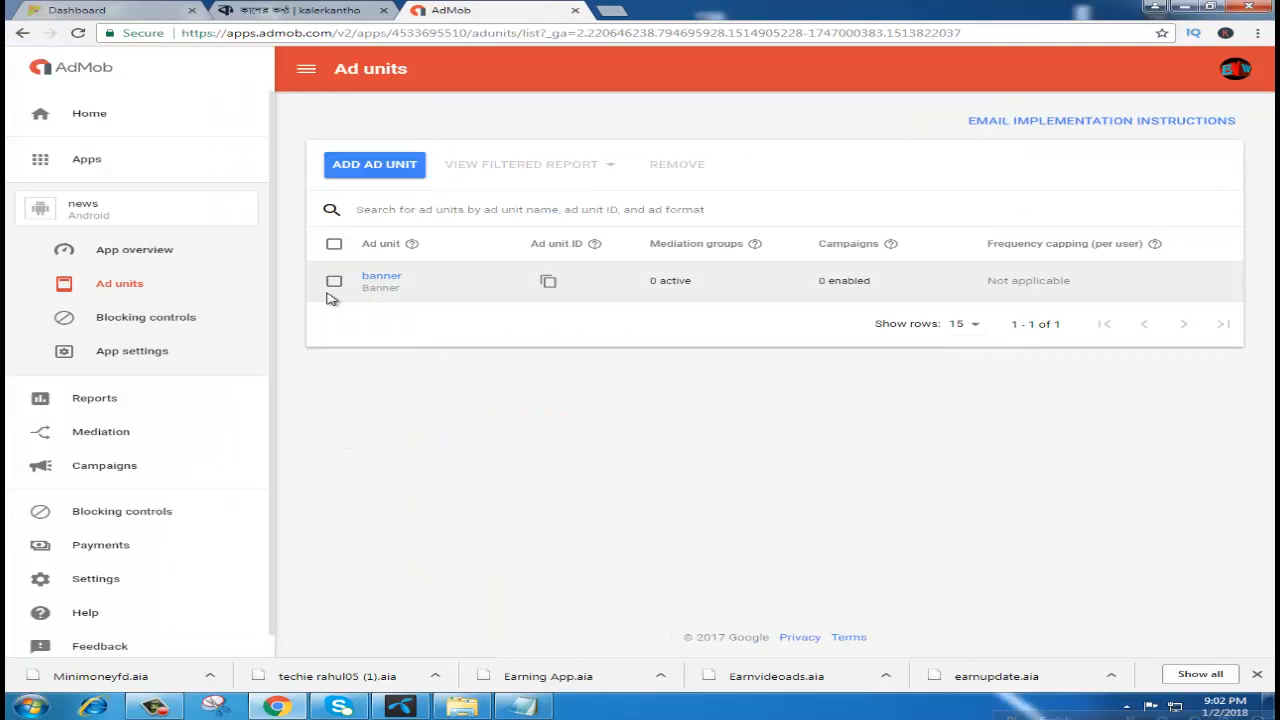 Dashboard
কালের কণ্ঠ | kalerkantho
AdMob
Secure
https://apps.admob.com/v2/apps/4533695510/adunits/list?_ga=2.220646238.794695928.1514905228-1747000383.1513822037
AdMob
Ad units
Home
EMAIL IMPLEMENTATION INSTRUCTIONS
Apps
ADD AD UNIT
VIEW FILTERED REPORT
REMOVE
news
Android
Search for ad units by ad unit name, ad unit ID, and ad format
App overview
Ad unit
Ad unit ID
Mediation groups
Campaigns
Frequency capping (per user)
Ad units
banner
Banner
0 active
0 enabled
Not applicable
Blocking controls
Show rows: 15
1 - 1 of 1
App settings
Reports
Mediation
Campaigns
Blocking controls
Payments
Settings
Help
Feedback
© 2017 Google
Privacy
Terms
Minimoneyfd.aia
techie rahul05 (1).aia
Earning App.aia
Earnvideoads.aia
earnupdate.aia
Show all
9:02 PM
1/2/2018